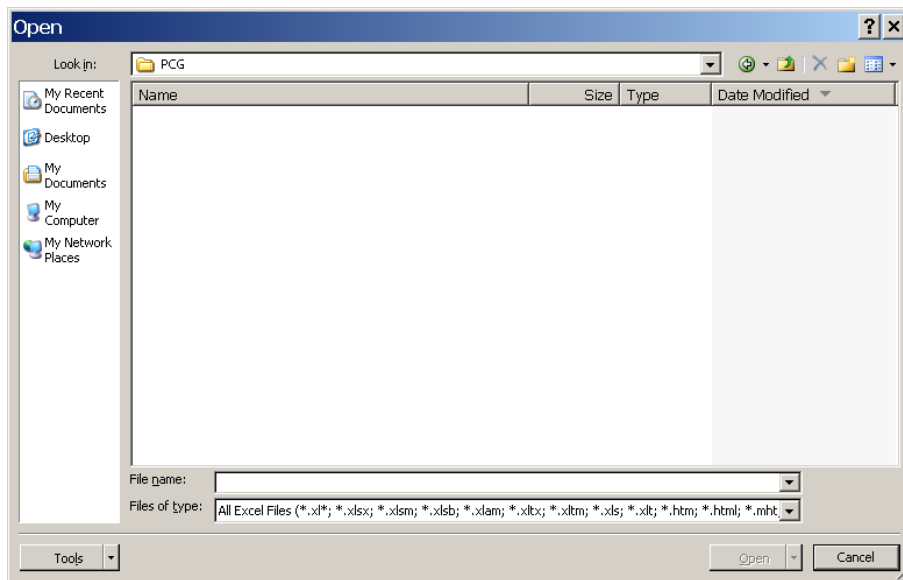 Open
Look in:
PCG
My Recent
Documents
Desktop
My
Documents
My
Computer
My Network
Places
Name Size Type Date Modified
File name:
Files of type: All Excel Files (*.xl*; *.xlsx; *.xlsm; *.xlsb; *.xlam; *.xltx; *.xltm; *.xls; *.xlt; *.htm; *.html; *.mht
Tools
Open
Cancel